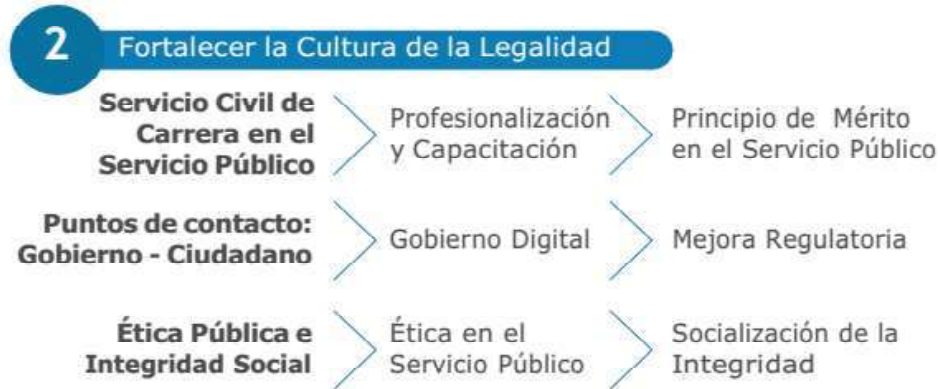 2
Fortalecer la Cultura de la Legalidad
Servicio Civil de
Carrera en el
Servicio Público
Profesionalización
y Capacitación
Principio de Mérito
en el Servicio Público
Puntos de contacto:
Gobierno - Ciudadano
Gobierno Digital
Mejora Regulatoria
Ética Pública e
Integridad Social
Ética en el
Servicio Público
Socialización de la
Integridad